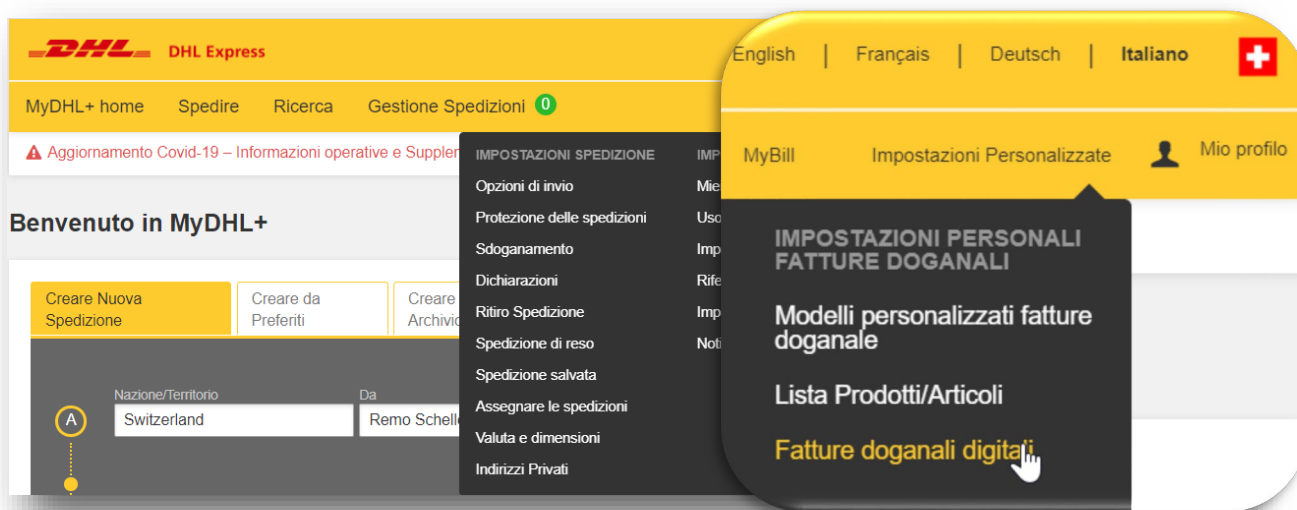 DHL DHL Express
English | Français | Deutsch | Italiano
MyDHL+ home Spedire Ricerca Gestione Spedizioni 0
MyBill Impostazioni Personalizzate Mio profilo
Aggiornamento Covid-19 – Informazioni operative e
Benvenuto in MyDHL+
Creare Nuova
Spedizione
Creare da
Preferiti
Creare
Nazione/Territorio
Switzerland
A
Da
Remo
IMPOSTAZIONI SPEDIZIONE
Opzioni di invio
Protezione delle spedizioni
Sdoganamento
Dichiarazioni
Ritiro Spedizione
Spedizione di reso
Spedizione salvata
Assegnare le spedizioni
Valuta e dimensioni
Indirizzi Privati
IMPOSTAZIONI PERSONALI
FATTURE DOGANALI
Modelli personalizzati fatture
doganale
Lista Prodotti/Articoli
Fatture doganali digitali